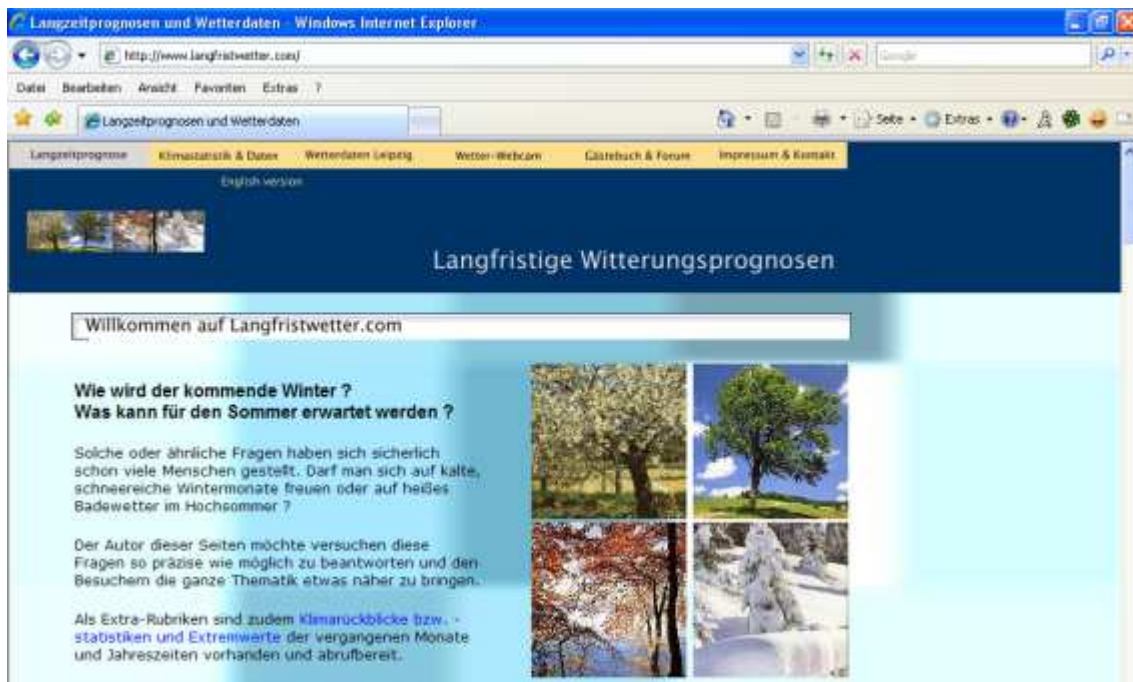 Langzeitprognosen und Wetterdaten - Windows Internet Explorer
http://www.langfristwetter.com/
Google
Datei Bearbeiten Ansicht Favoriten Extras ?
Langzeitprognosen und Wetterdaten
Seite Extras
Langzeitprognose Klimastatistik & Daten Wetterdaten Leipzig Wetter-Webcam Gästebuch & Forum Impressum & Kontakt
English version
Langfristige Witterungsprognosen
Willkommen auf Langfristwetter.com
Wie wird der kommende Winter ?
Was kann für den Sommer erwartet werden ?
Solche oder ähnliche Fragen haben sich sicherlich
schon viele Menschen gestellt. Darf man sich auf kalte,
schneereiche Wintermonate freuen oder auf heißes
Badewetter im Hochsommer ?
Der Autor dieser Seiten möchte versuchen diese
Fragen so präzise wie möglich zu beantworten und den
Besuchern die ganze Thematik etwas näher zu bringen.
Als Extra-Rubriken sind zudem Klimarückblicke bzw. -
statistiken und Extremwerte der vergangenen Monate
und Jahreszeiten vorhanden und abrufbereit.